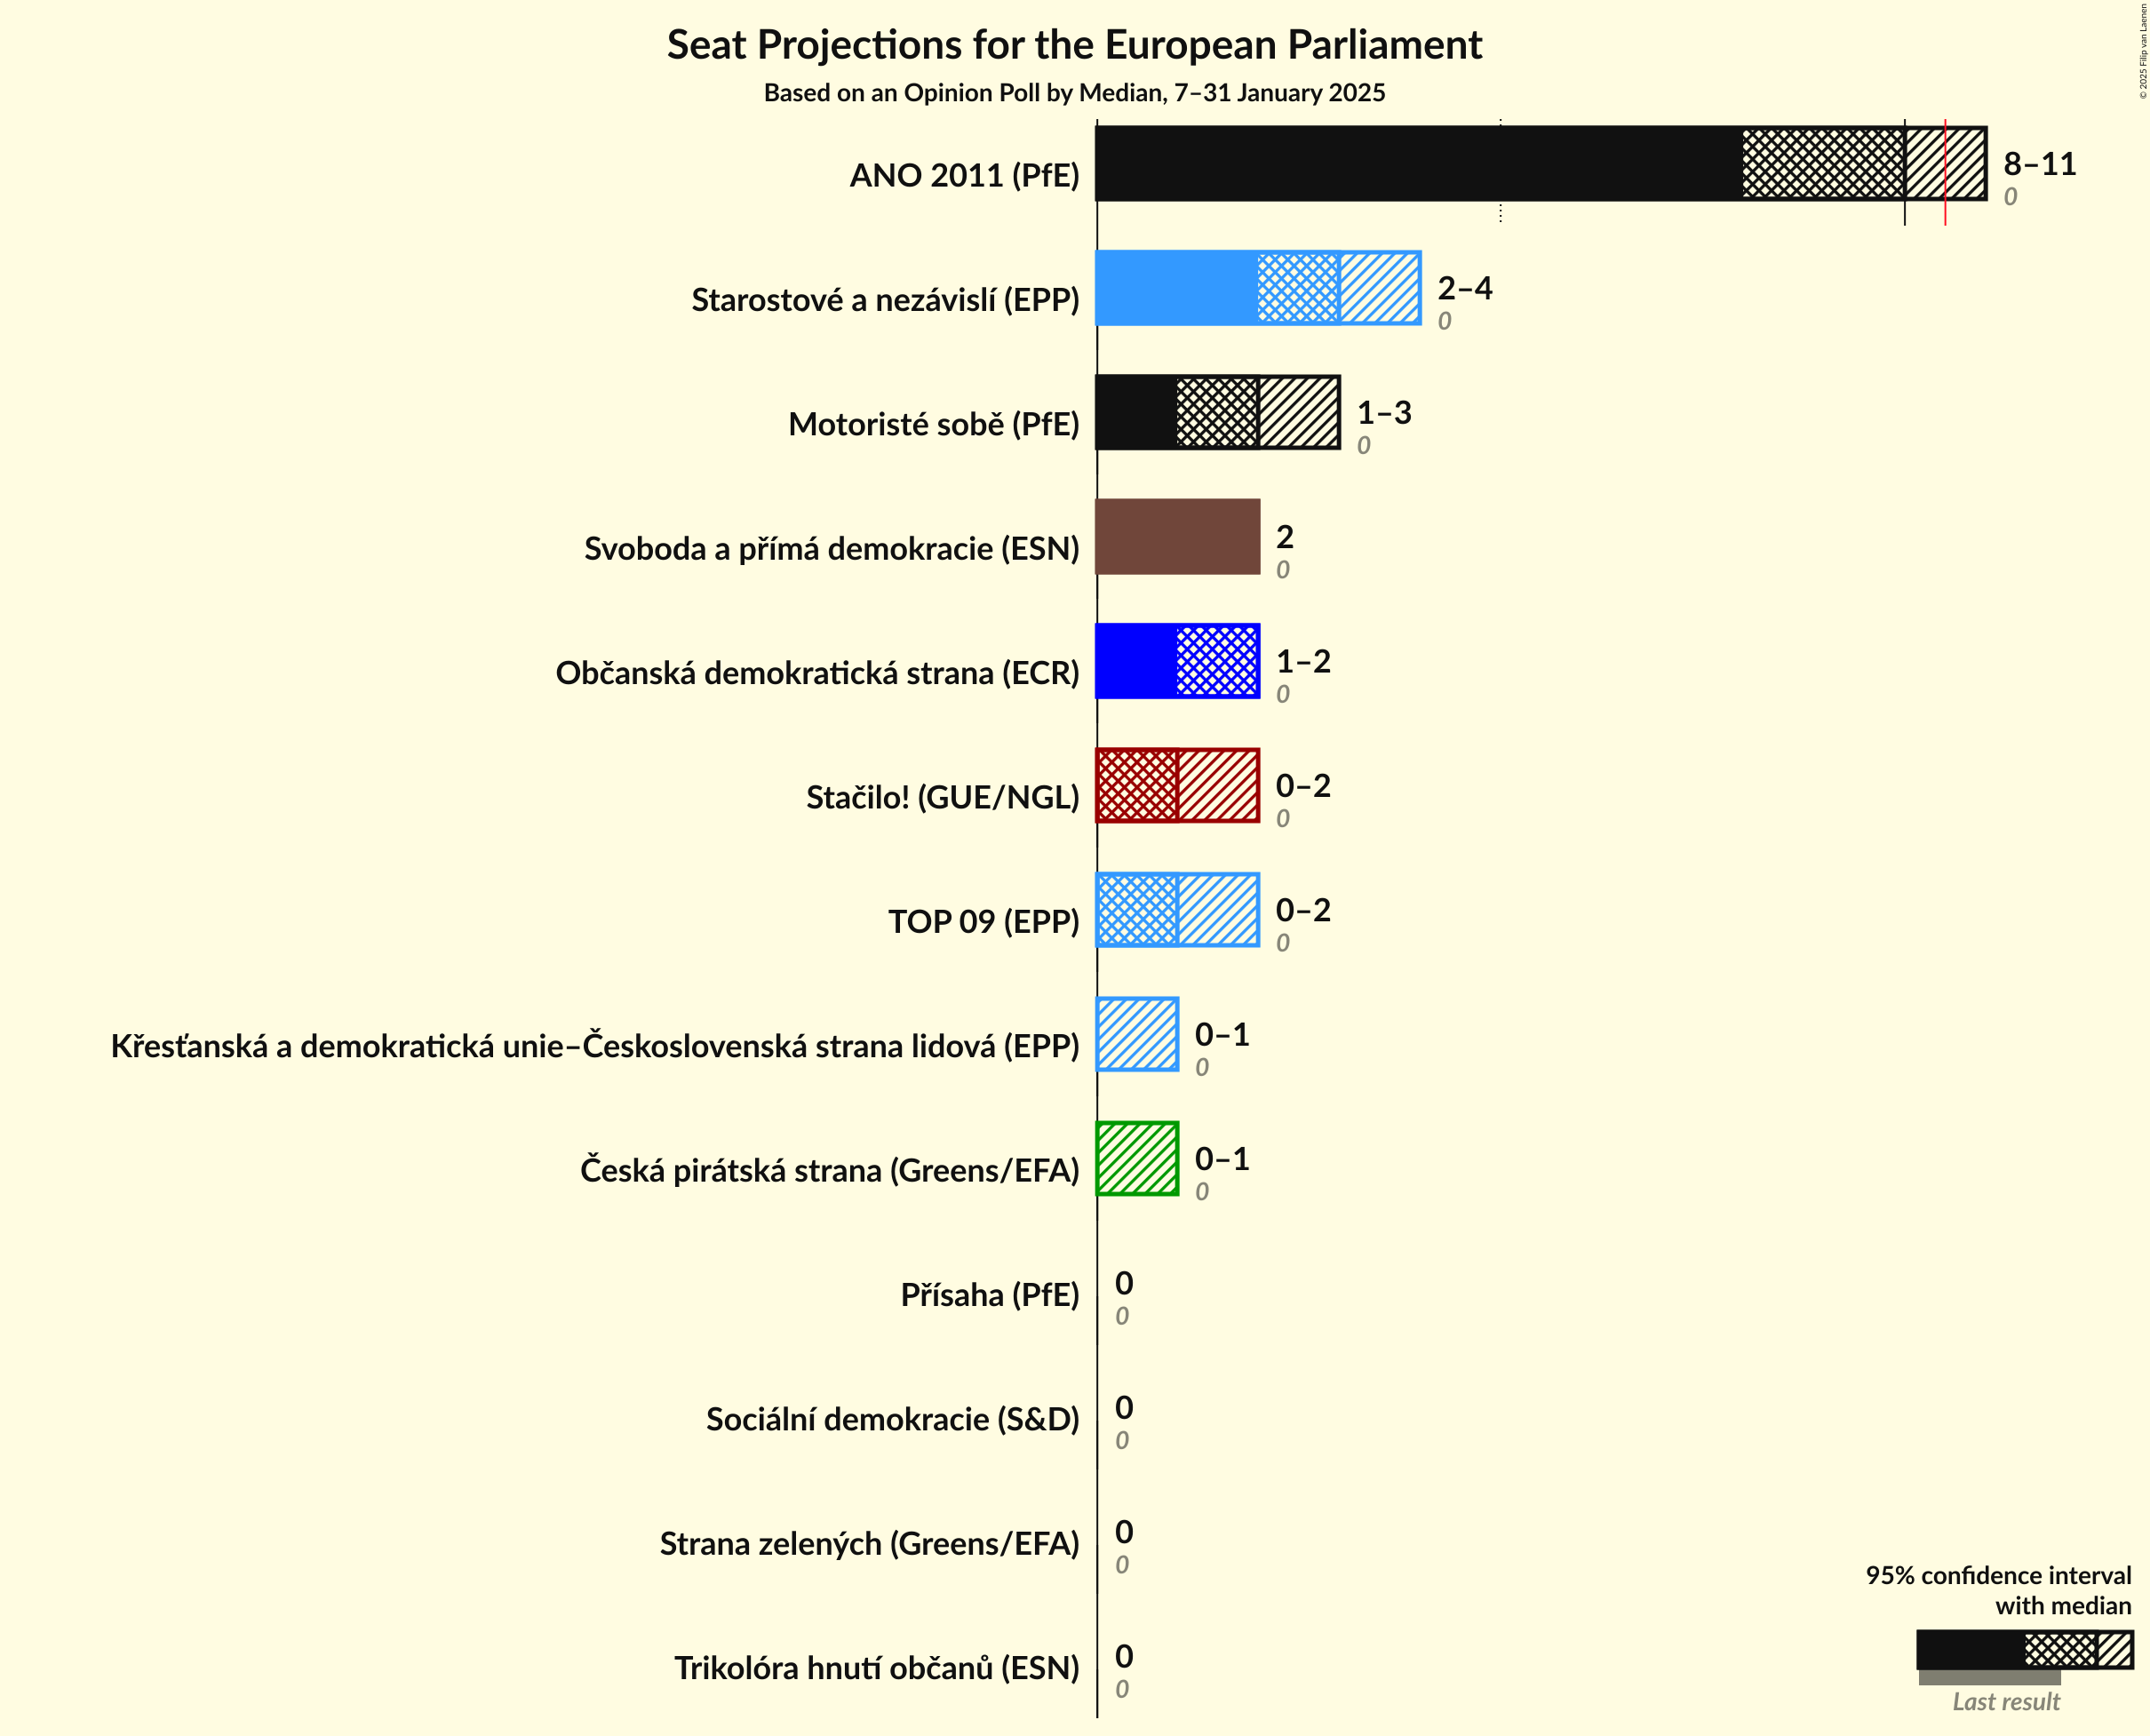 Seat Projections for the European Parliament
Based on an Opinion Poll by Median, 7–31 January 2025
© 2025 Filip van Laenen
ANO 2011 (PfE)
8–11
0
Starostové a nezávislí (EPP)
2–4
0
Motoristé sobě (PfE)
1–3
0
Svoboda a přímá demokracie (ESN)
2
0
Občanská demokratická strana (ECR)
1–2
0
Stačilo! (GUE/NGL)
0–2
0
TOP 09 (EPP)
0–2
0
Křesťanská a demokratická unie–Československá strana lidová (EPP)
0–1
0
Česká pirátská strana (Greens/EFA)
0–1
0
Přísaha (PfE)
0
0
Sociální demokracie (S&D)
0
0
Strana zelených (Greens/EFA)
0
0
Trikolóra hnutí občanů (ESN)
0
0
95% confidence interval
with median
Last result